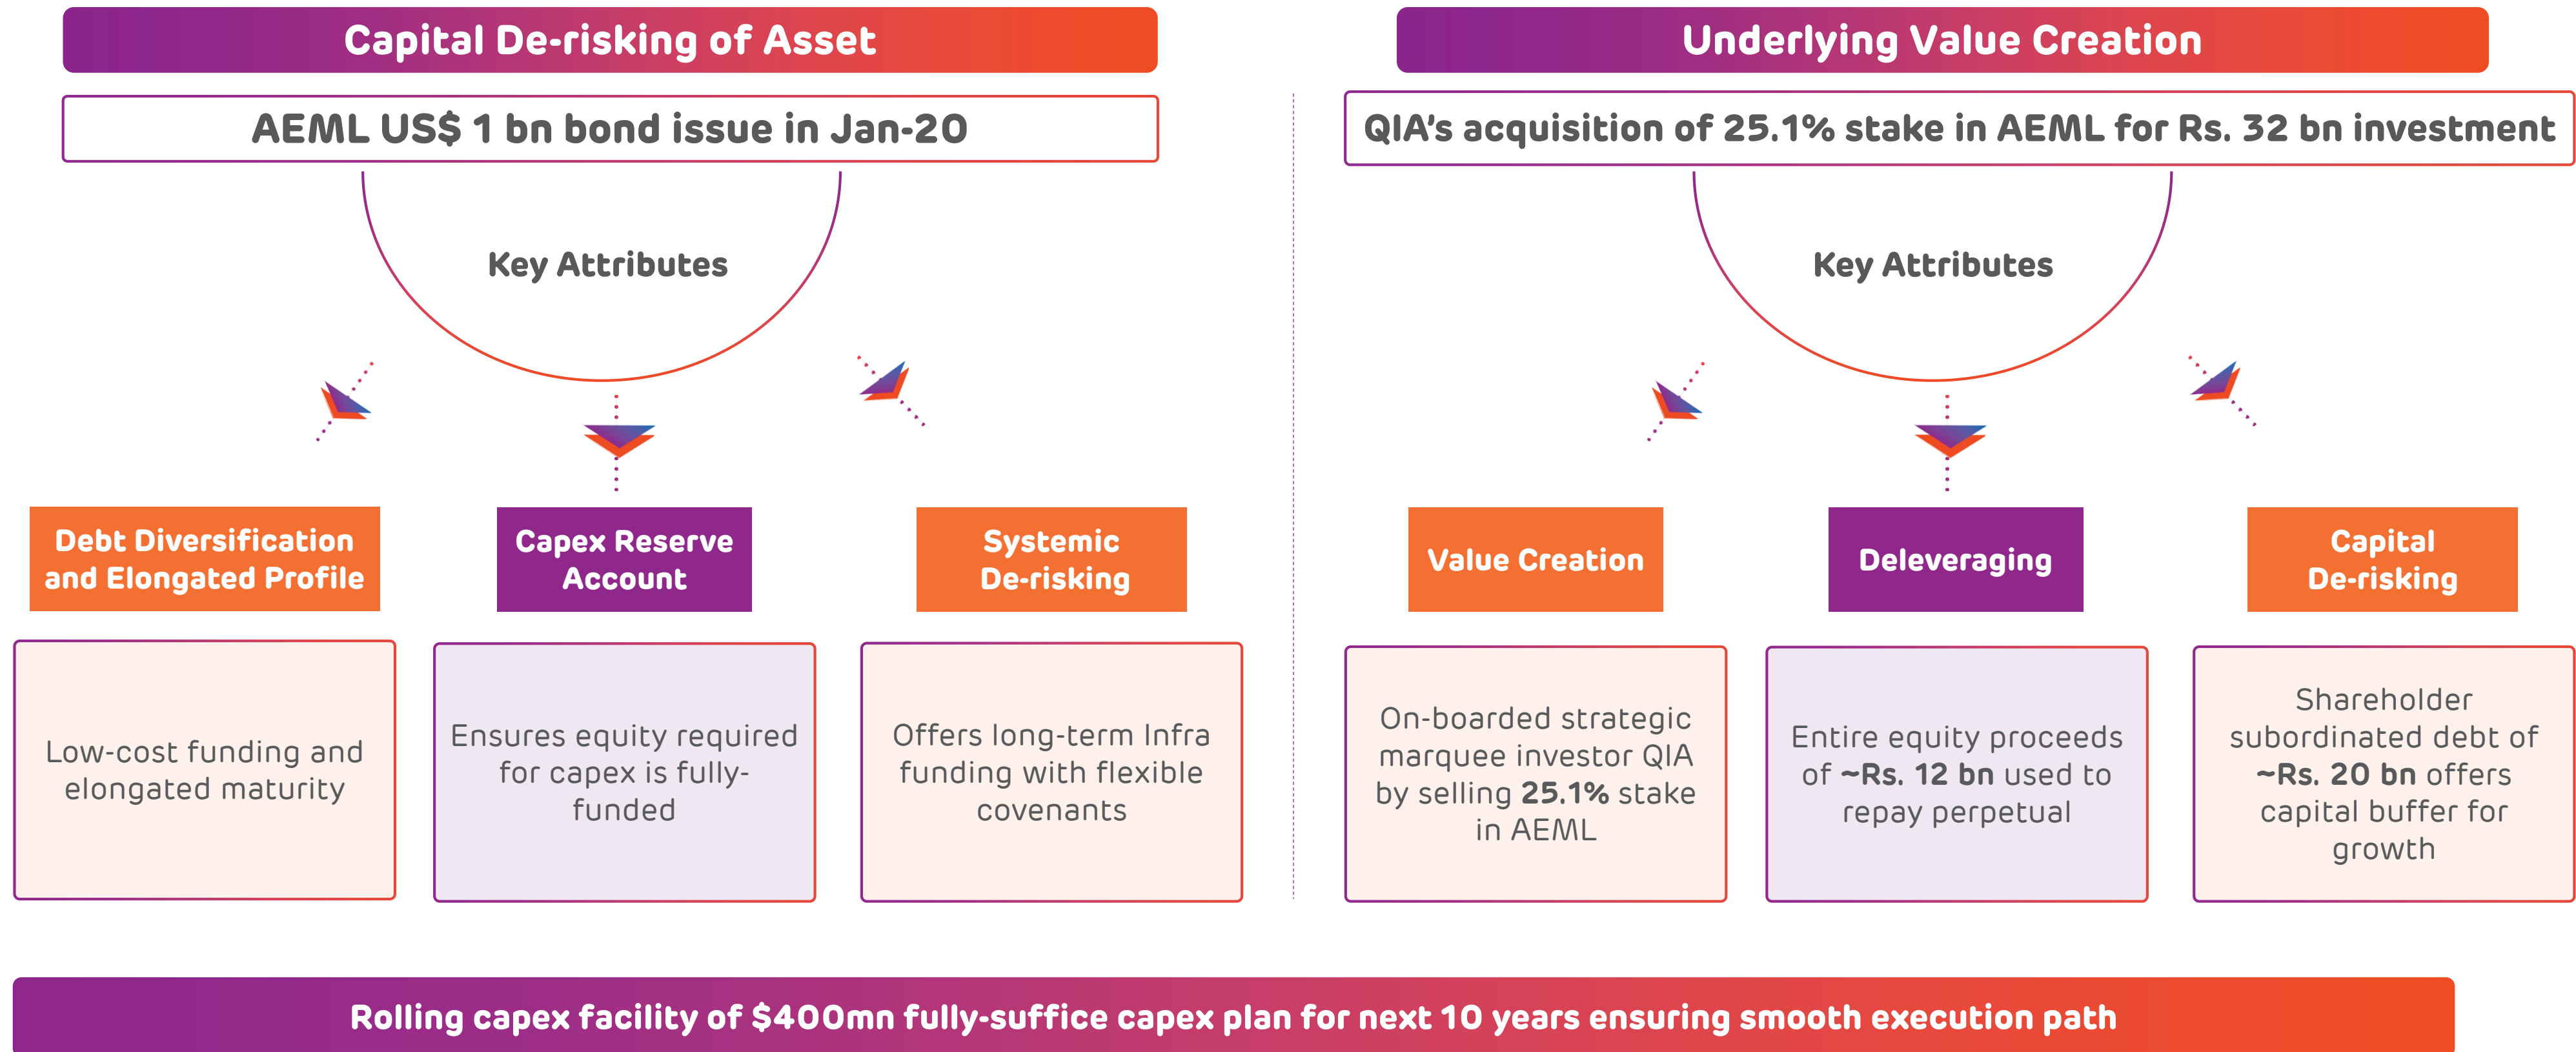 Capital De-risking of Asset
AEML US$ 1 bn bond issue in Jan-20
Key Attributes
Debt Diversification
and Elongated Profile
Low-cost funding and
elongated maturity
Capex Reserve
Account
Ensures equity required
for capex is fully-
funded
Systemic
De-risking
Offers long-term Infra
funding with flexible
covenants
Underlying Value Creation
QIA's acquisition of 25.1% stake in AEML for Rs. 32 bn investment
Key Attributes
Value Creation
On-boarded strategic
marquee investor QIA
by selling 25.1% stake
in AEML
Deleveraging
Entire equity proceeds
of ~Rs. 12 bn used to
repay perpetual
Capital
De-risking
Shareholder
subordinated debt of
~Rs. 20 bn offers
capital buffer for
growth
Rolling capex facility of $400mn fully-suffice capex plan for next 10 years ensuring smooth execution path